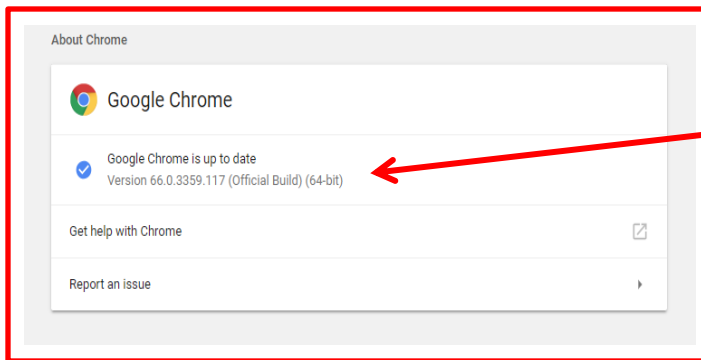 About Chrome
Google Chrome
Google Chrome is up to date
Version 66.0.3359.117 (Official Build) (64-bit)
Get help with Chrome
Report an issue